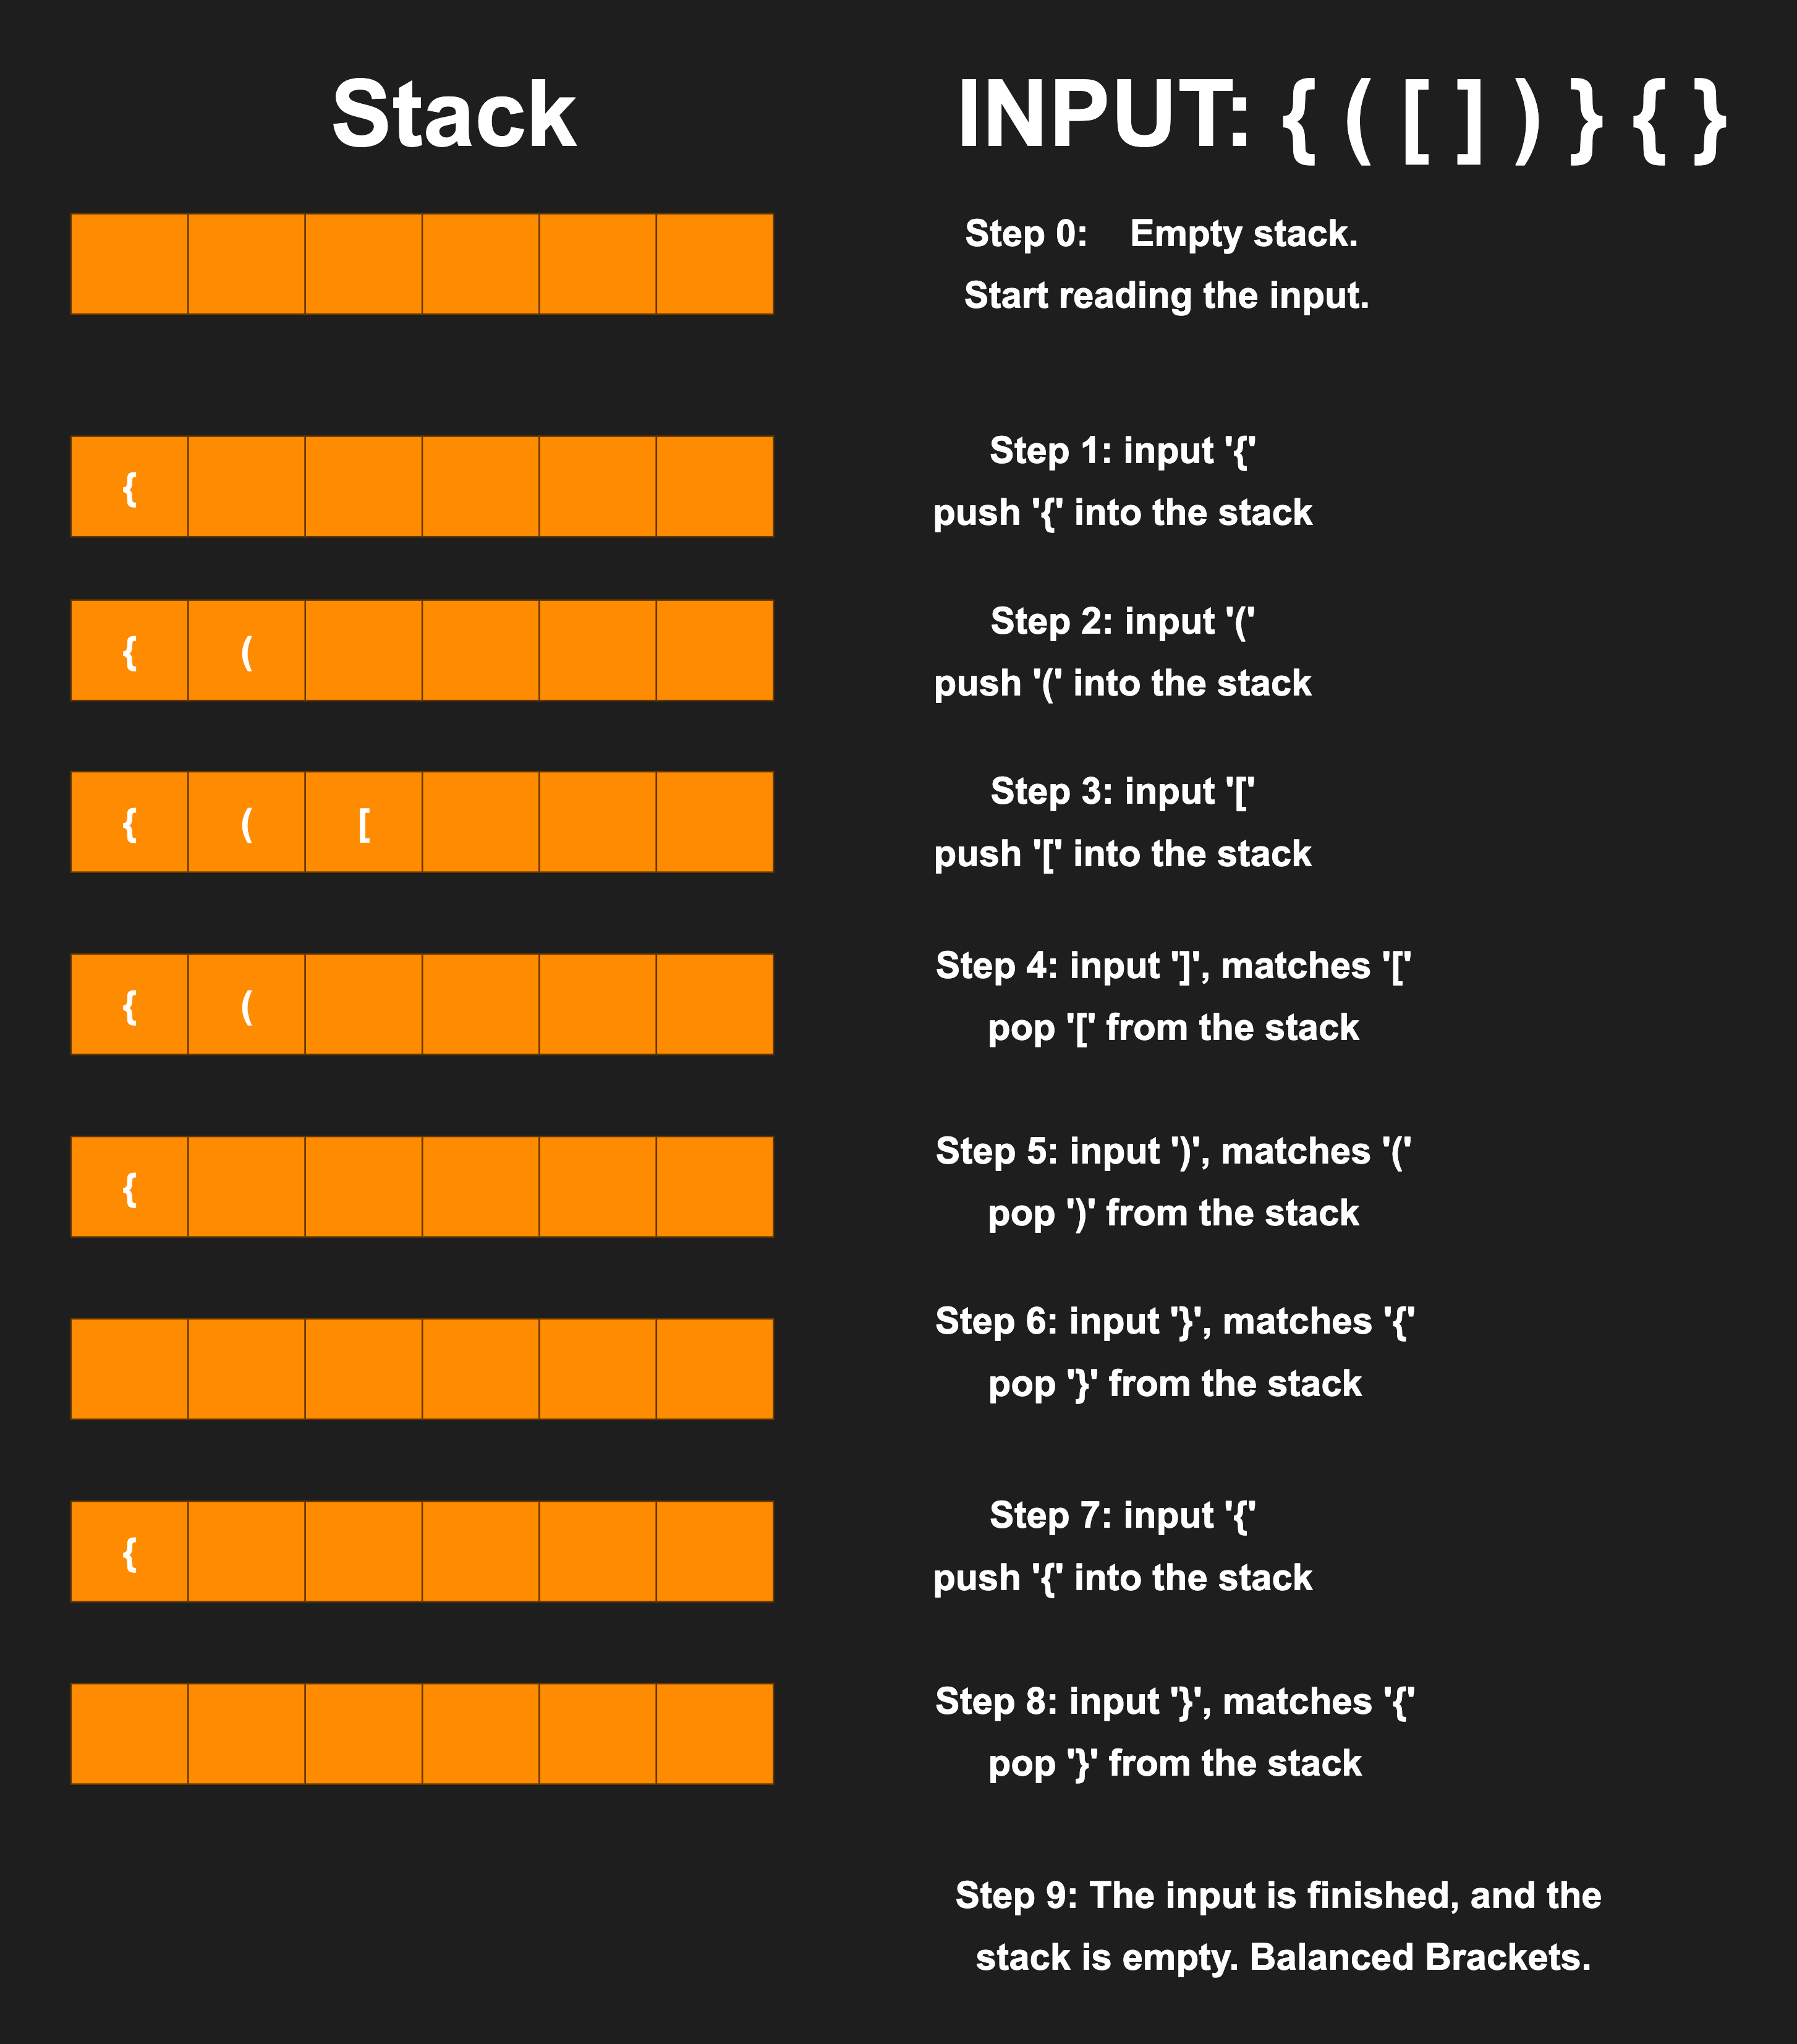 Stack
INPUT: { ( [ ] ) } { }
Step 0: Empty stack.
Start reading the input.
{
Step 1: input '{'
push '{' into the stack
{ (
Step 2: input '('
push '(' into the stack
{ ( [
Step 3: input '['
push '[' into the stack
{ (
Step 4: input ']', matches '['
pop '[' from the stack
{
Step 5: input ')', matches '('
pop ')' from the stack
Step 6: input '}', matches '{'
pop '}' from the stack
{
Step 7: input '{'
push '{' into the stack
Step 8: input '}', matches '{'
pop '}' from the stack
Step 9: The input is finished, and the
stack is empty. Balanced Brackets.